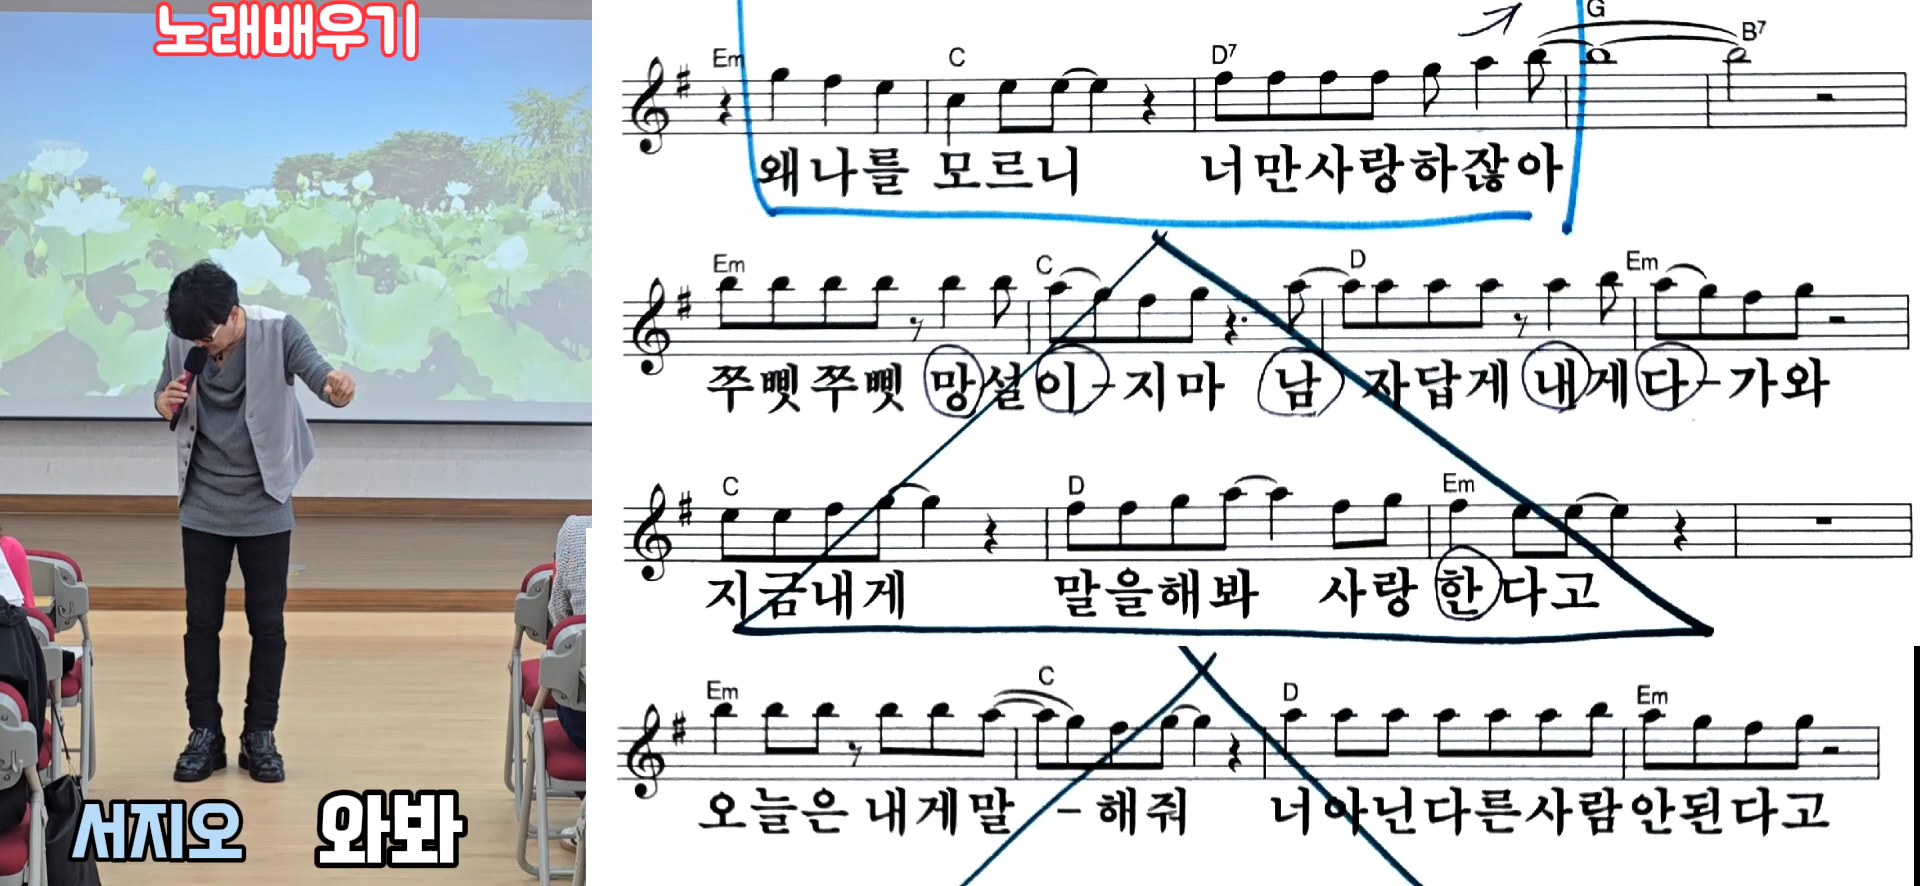 노래배우기
서지오 와봐
Em C D7 G B7
왜나를 모르니 너만사랑하잖아
Em C D Em
쭈삣쭈삣 망설이-지마 남자답게 내게다-가와
C D Em
지금내게 말을해봐 사랑한다고
Em C D Em
오늘은 내게말-해줘 너아닌다른사람안된다고